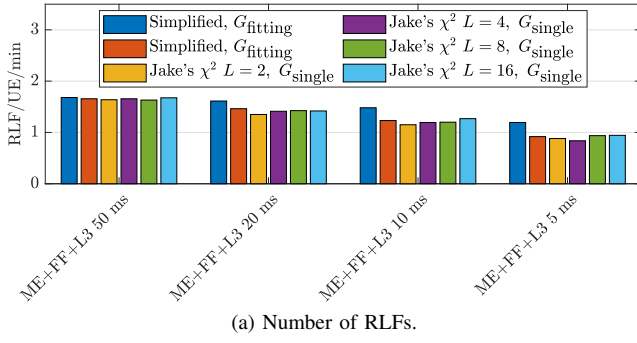 3
2
1
0
RLF/UE/min
Simplified, G_fitting
Simplified, G_fitting
Jake's χ² L = 2, G_single
Jake's χ² L = 4, G_single
Jake's χ² L = 8, G_single
Jake's χ² L = 16, G_single
ME+FF+L3 50 ms
ME+FF+L3 20 ms
ME+FF+L3 10 ms
ME+FF+L3 5 ms
(a) Number of RLFs.